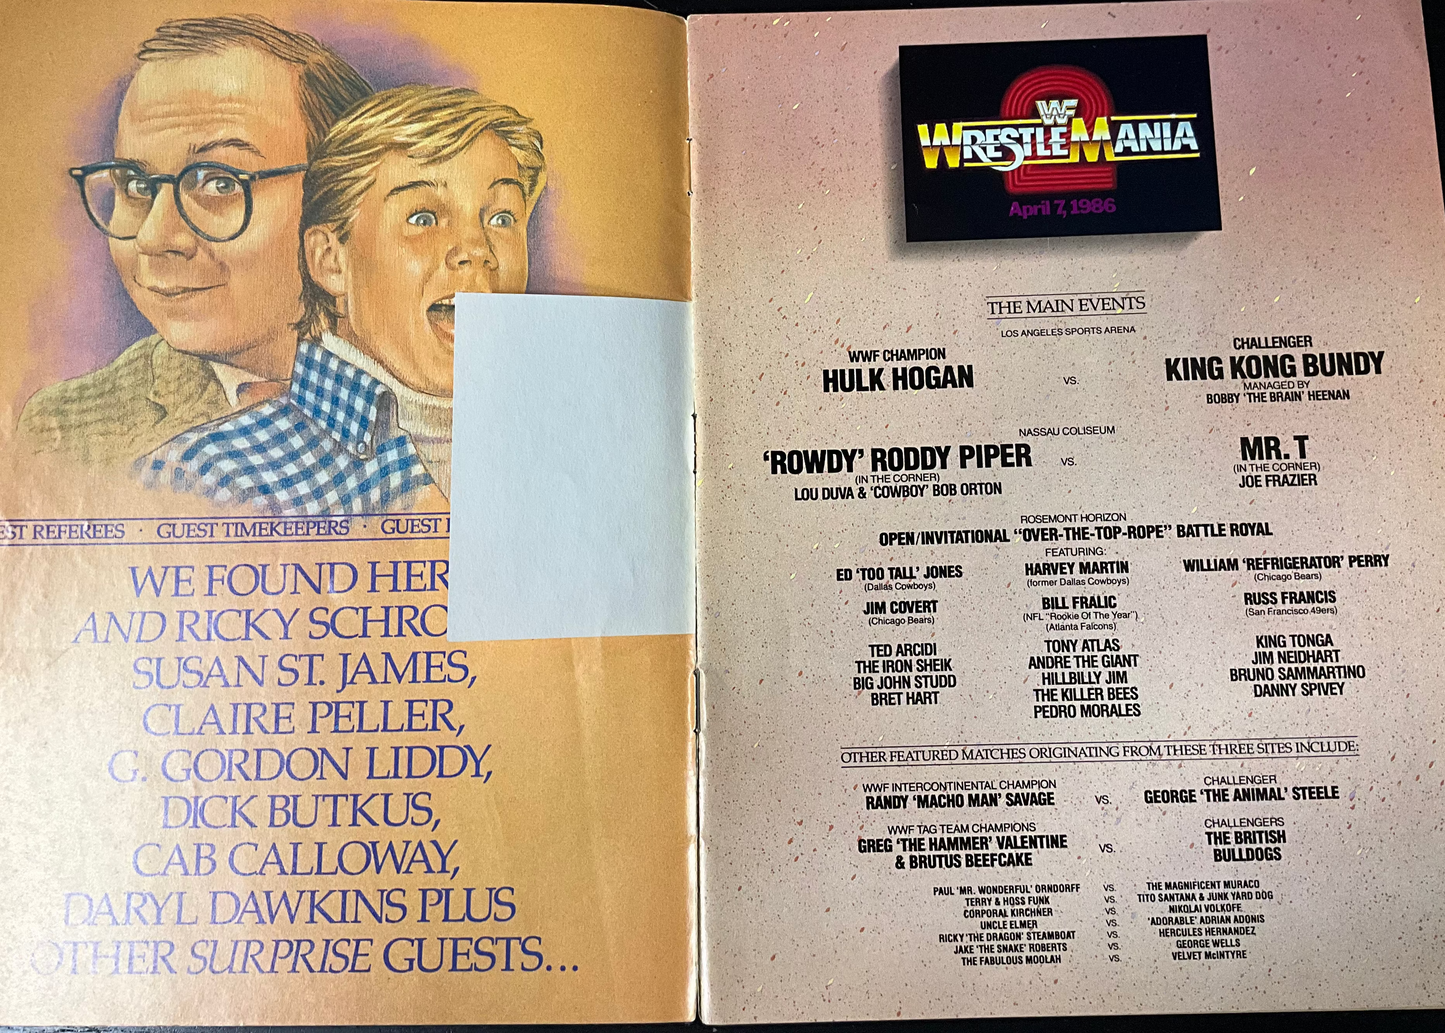 EST REFEREES · GUEST TIMEKEEPERS · GUEST
WE FOUND HER
AND RICKY SCHRO
SUSAN ST. JAMES,
CLAIRE PELLER,
G. GORDON LIDDY,
DICK BUTKUS,
CAB CALLOWAY,
DARYL DAWKINS PLUS
OTHER SURPRISE GUESTS...
2
WF
WRESTLEMANIA
April 7, 1986
THE MAIN EVENTS
LOS ANGELES SPORTS ARENA
WWF CHAMPION CHALLENGER
HULK HOGAN VS. KING KONG BUNDY
MANAGED BY
BOBBY 'THE BRAIN' HEENAN
NASSAU COLISEUM
'ROWDY' RODDY PIPER VS. MR. T
(IN THE CORNER) (IN THE CORNER)
LOU DUVA & 'COWBOY' BOB ORTON JOE FRAZIER
ROSEMONT HORIZON
OPEN/INVITATIONAL "OVER-THE-TOP-ROPE" BATTLE ROYAL
FEATURING:
ED 'TOO TALL' JONES HARVEY MARTIN WILLIAM 'REFRIGERATOR' PERRY
(Dallas Cowboys) (former Dallas Cowboys) (Chicago Bears)
JIM COVERT BILL FRALIC RUSS FRANCIS
(Chicago Bears) (NFL "Rookie Of The Year") (San Francisco 49ers)
(Atlanta Falcons)
TED ARCIDI TONY ATLAS KING TONGA
THE IRON SHEIK ANDRE THE GIANT JIM NEIDHART
BIG JOHN STUDD HILLBILLY JIM BRUNO SAMMARTINO
BRET HART THE KILLER BEES DANNY SPIVEY
PEDRO MORALES
OTHER FEATURED MATCHES ORIGINATING FROM THESE THREE SITES INCLUDE:
WWF INTERCONTINENTAL CHAMPION CHALLENGER
RANDY 'MACHO MAN' SAVAGE VS. GEORGE 'THE ANIMAL' STEELE
WWF TAG TEAM CHAMPIONS CHALLENGERS
GREG 'THE HAMMER' VALENTINE VS. THE BRITISH
& BRUTUS BEEFCAKE BULLDOGS
PAUL 'MR. WONDERFUL' ORNDORFF VS. THE MAGNIFICENT MURACO
TERRY & HOSS FUNK VS. TITO SANTANA & JUNK YARD DOG
CORPORAL KIRCHNER VS. NIKOLAI VOLKOFF
UNCLE ELMER VS. 'ADORABLE' ADRIAN ADONIS
RICKY 'THE DRAGON' STEAMBOAT VS. HERCULES HERNANDEZ
JAKE 'THE SNAKE' ROBERTS VS. GEORGE WELLS
THE FABULOUS MOOLAH VS. VELVET McINTYRE